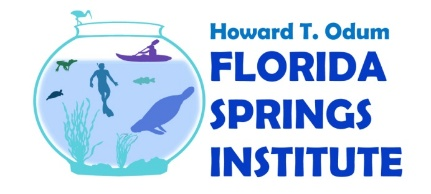 Howard T. Odum
FLORIDA
SPRINGS
INSTITUTE